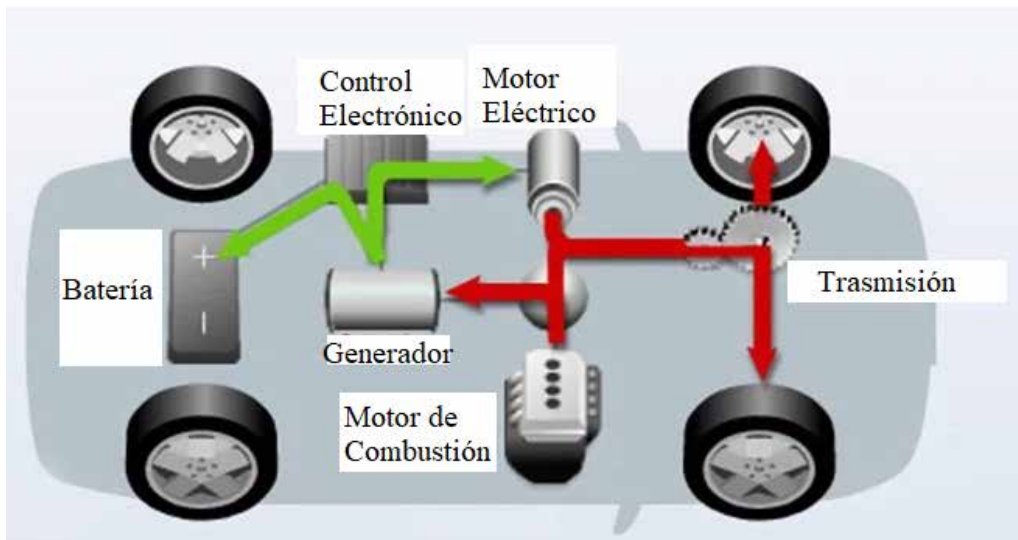 Control
Electrónico
Motor
Eléctrico
Batería
+
–
Trasmisión
Generador
Motor de
Combustión